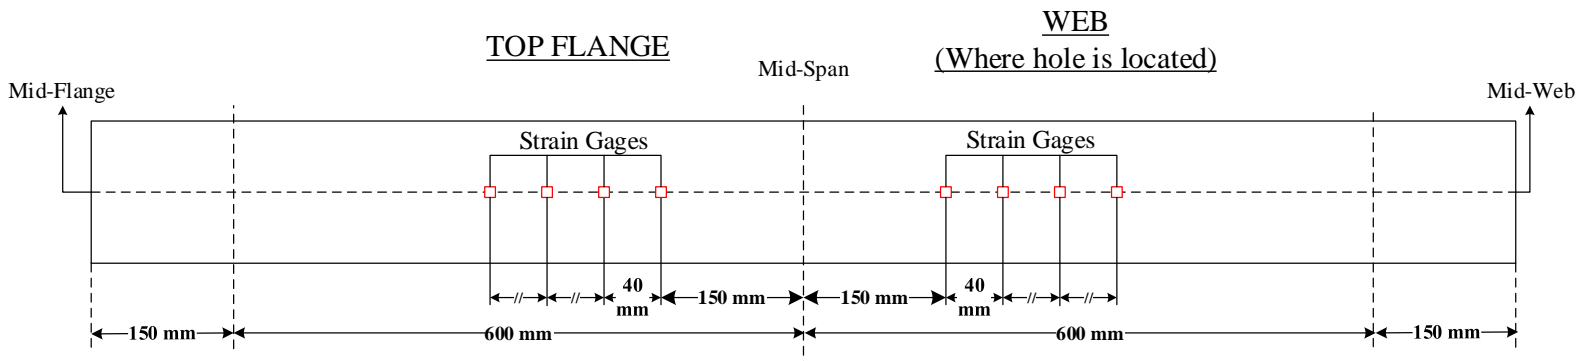 WEB
TOP FLANGE
(Where hole is located)
Mid-Span
Mid-Flange
Mid-Web
Strain Gages
Strain Gages
//
//
40
mm
150 mm
150 mm
40
mm
//
//
150 mm
600 mm
600 mm
150 mm